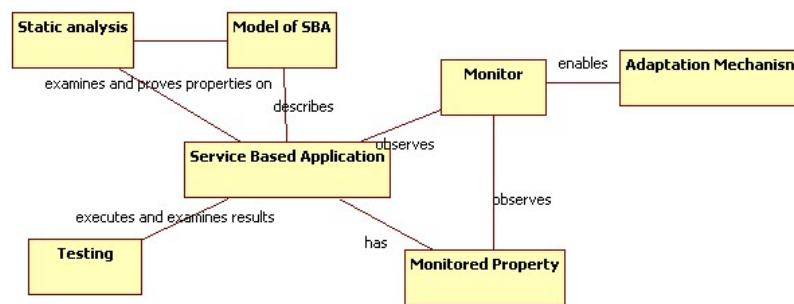 Static analysis
Model of SBA
enables
Monitor
Adaptation Mechanism
examines and proves properties on
describes
observes
Service Based Application
observes
executes and examines results
has
Testing
Monitored Property